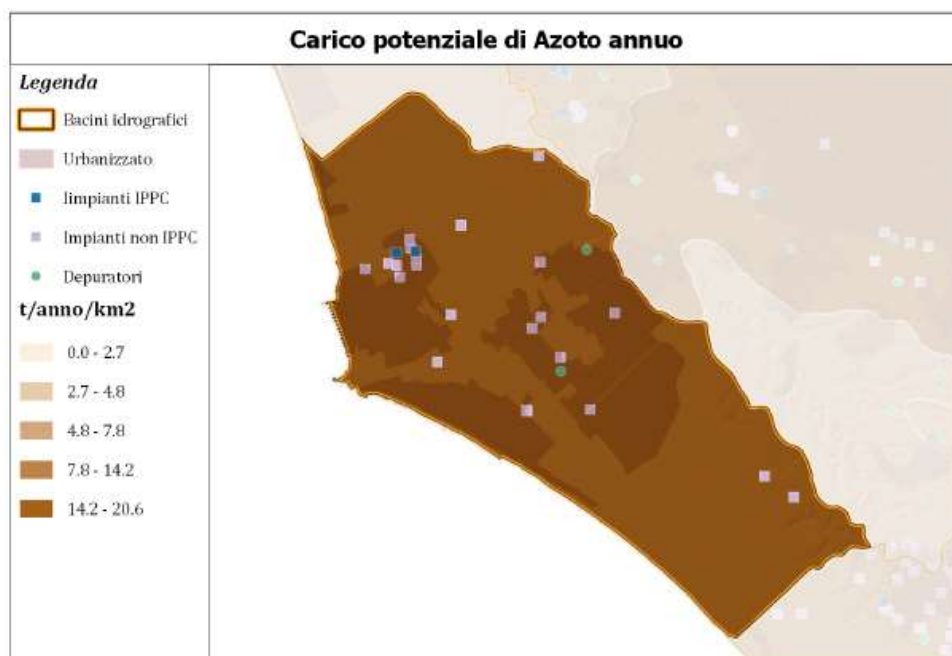 Carico potenziale di Azoto annuo
Legenda
Bacini idrografici
Urbanizzato
Iimpianti IPPC
Impianti non IPPC
Depuratori
t/anno/km2
0.0 - 2.7
2.7 - 4.8
4.8 - 7.8
7.8 - 14.2
14.2 - 20.6